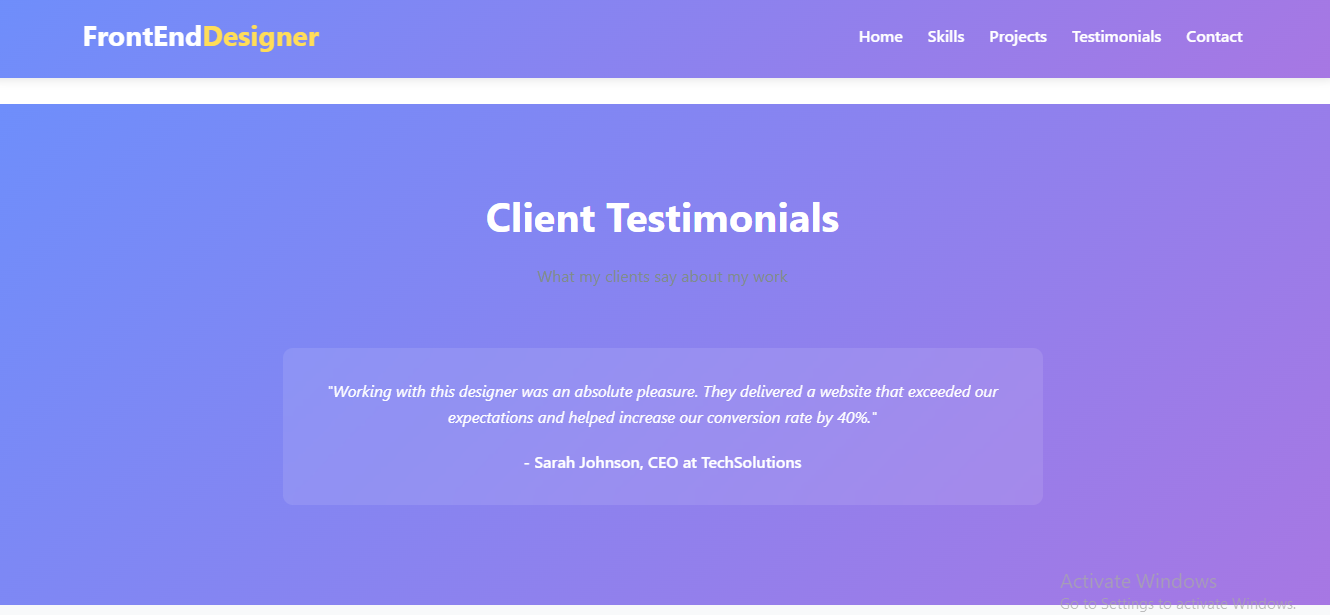 FrontEndDesigner
Home Skills Projects Testimonials Contact
Client Testimonials
What my clients say about my work
"Working with this designer was an absolute pleasure. They delivered a website that exceeded our
expectations and helped increase our conversion rate by 40%."
- Sarah Johnson, CEO at TechSolutions
Activate Windows
Go to Settings to activate Windows.